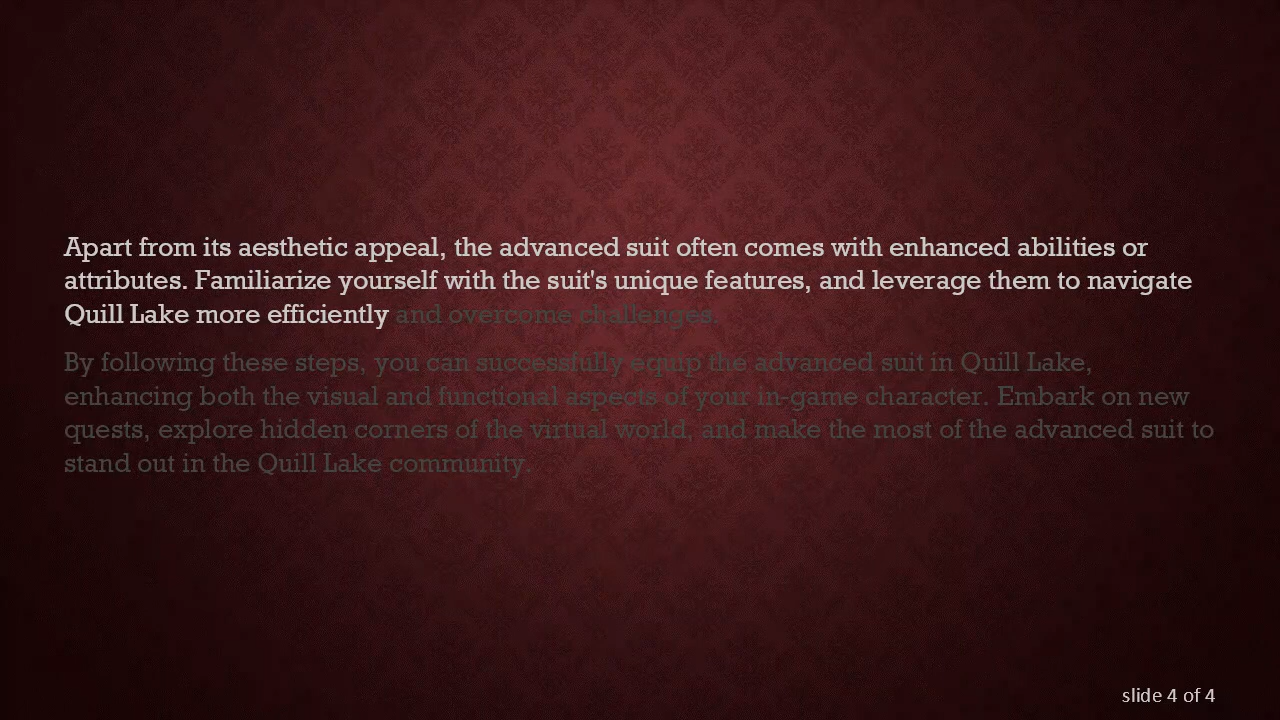 Apart from its aesthetic appeal, the advanced suit often comes with enhanced abilities or
attributes. Familiarize yourself with the suit's unique features, and leverage them to navigate
Quill Lake more efficiently and overcome challenges.
By following these steps, you can successfully equip the advanced suit in Quill Lake,
enhancing both the visual and functional aspects of your in-game character. Embark on new
quests, explore hidden corners of the virtual world, and make the most of the advanced suit to
stand out in the Quill Lake community.
slide 4 of 4